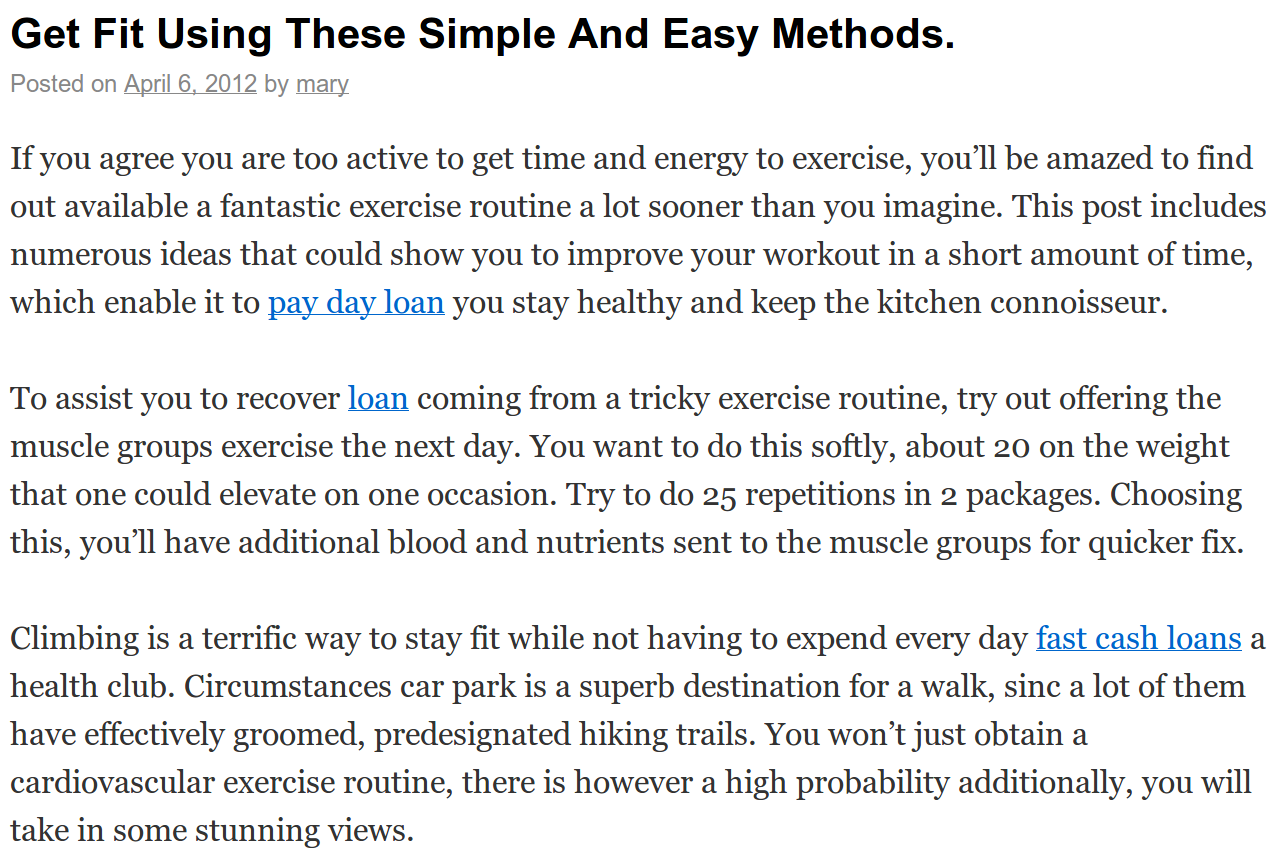 Get Fit Using These Simple And Easy Methods.
Posted on April 6, 2012 by mary
If you agree you are too active to get time and energy to exercise, you’ll be amazed to find
out available a fantastic exercise routine a lot sooner than you imagine. This post includes
numerous ideas that could show you to improve your workout in a short amount of time,
which enable it to pay day loan you stay healthy and keep the kitchen connoisseur.
To assist you to recover loan coming from a tricky exercise routine, try out offering the
muscle groups exercise the next day. You want to do this softly, about 20 on the weight
that one could elevate on one occasion. Try to do 25 repetitions in 2 packages. Choosing
this, you’ll have additional blood and nutrients sent to the muscle groups for quicker fix.
Climbing is a terrific way to stay fit while not having to expend every day fast cash loans a
health club. Circumstances car park is a superb destination for a walk, sinc a lot of them
have effectively groomed, predesignated hiking trails. You won’t just obtain a
cardiovascular exercise routine, there is however a high probability additionally, you will
take in some stunning views.